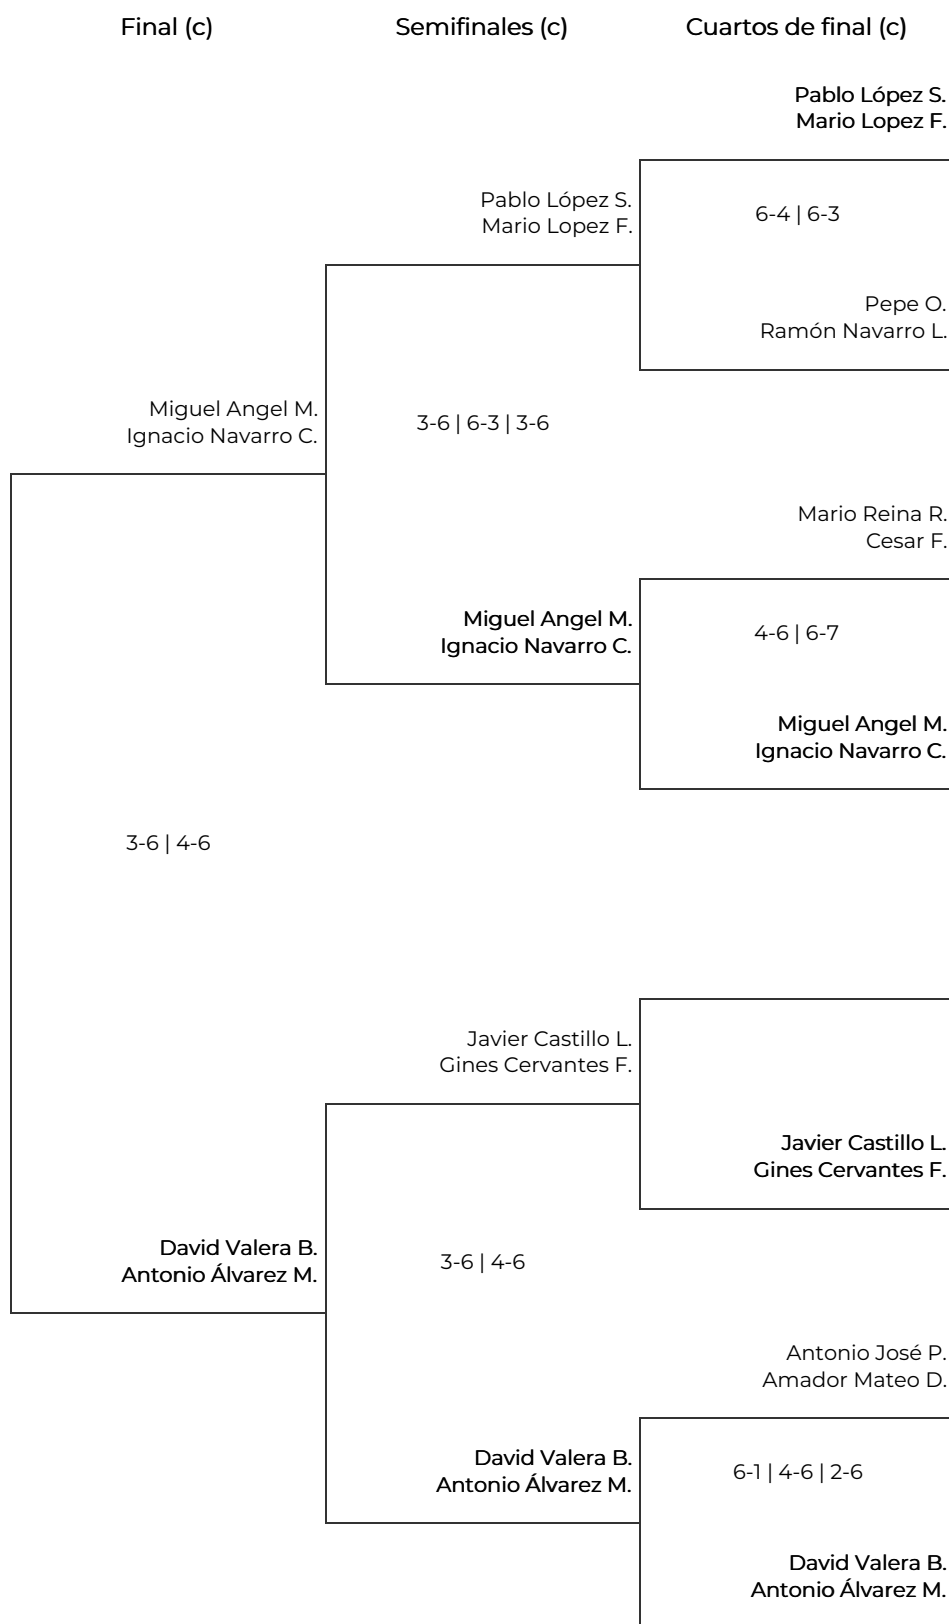 Final (c)
Semifinales (c)
Cuartos de final (c)
Pablo López S.
Mario Lopez F.
Pablo López S.
Mario Lopez F.
6-4 | 6-3
Pepe O.
Ramón Navarro L.
Miguel Angel M.
Ignacio Navarro C.
3-6 | 6-3 | 3-6
Mario Reina R.
Cesar F.
Miguel Angel M.
Ignacio Navarro C.
4-6 | 6-7
Miguel Angel M.
Ignacio Navarro C.
3-6 | 4-6
Javier Castillo L.
Gines Cervantes F.
Javier Castillo L.
Gines Cervantes F.
David Valera B.
Antonio Álvarez M.
3-6 | 4-6
Antonio José P.
Amador Mateo D.
David Valera B.
Antonio Álvarez M.
6-1 | 4-6 | 2-6
David Valera B.
Antonio Álvarez M.